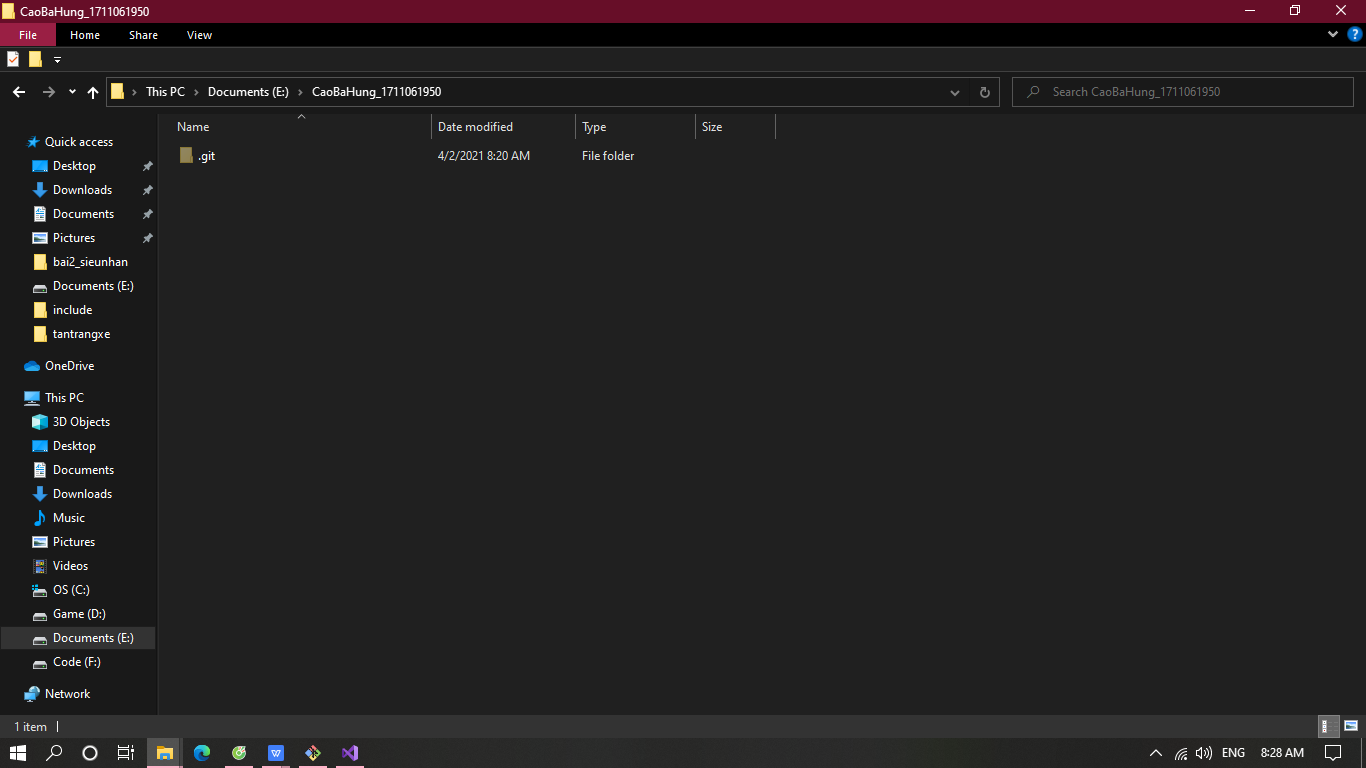 CaoBaHung_1711061950
File Home Share View
This PC Documents (E:) CaoBaHung_1711061950 Search CaoBaHung_1711061950
Name Date modified Type Size
.git 4/2/2021 8:20 AM File folder
Quick access
Desktop
Downloads
Documents
Pictures
bai2_sieunhan
Documents (E:)
include
tantrangxe
OneDrive
This PC
3D Objects
Desktop
Documents
Downloads
Music
Pictures
Videos
OS (C:)
Game (D:)
Documents (E:)
Code (F:)
Network
1 item
ENG 8:28 AM